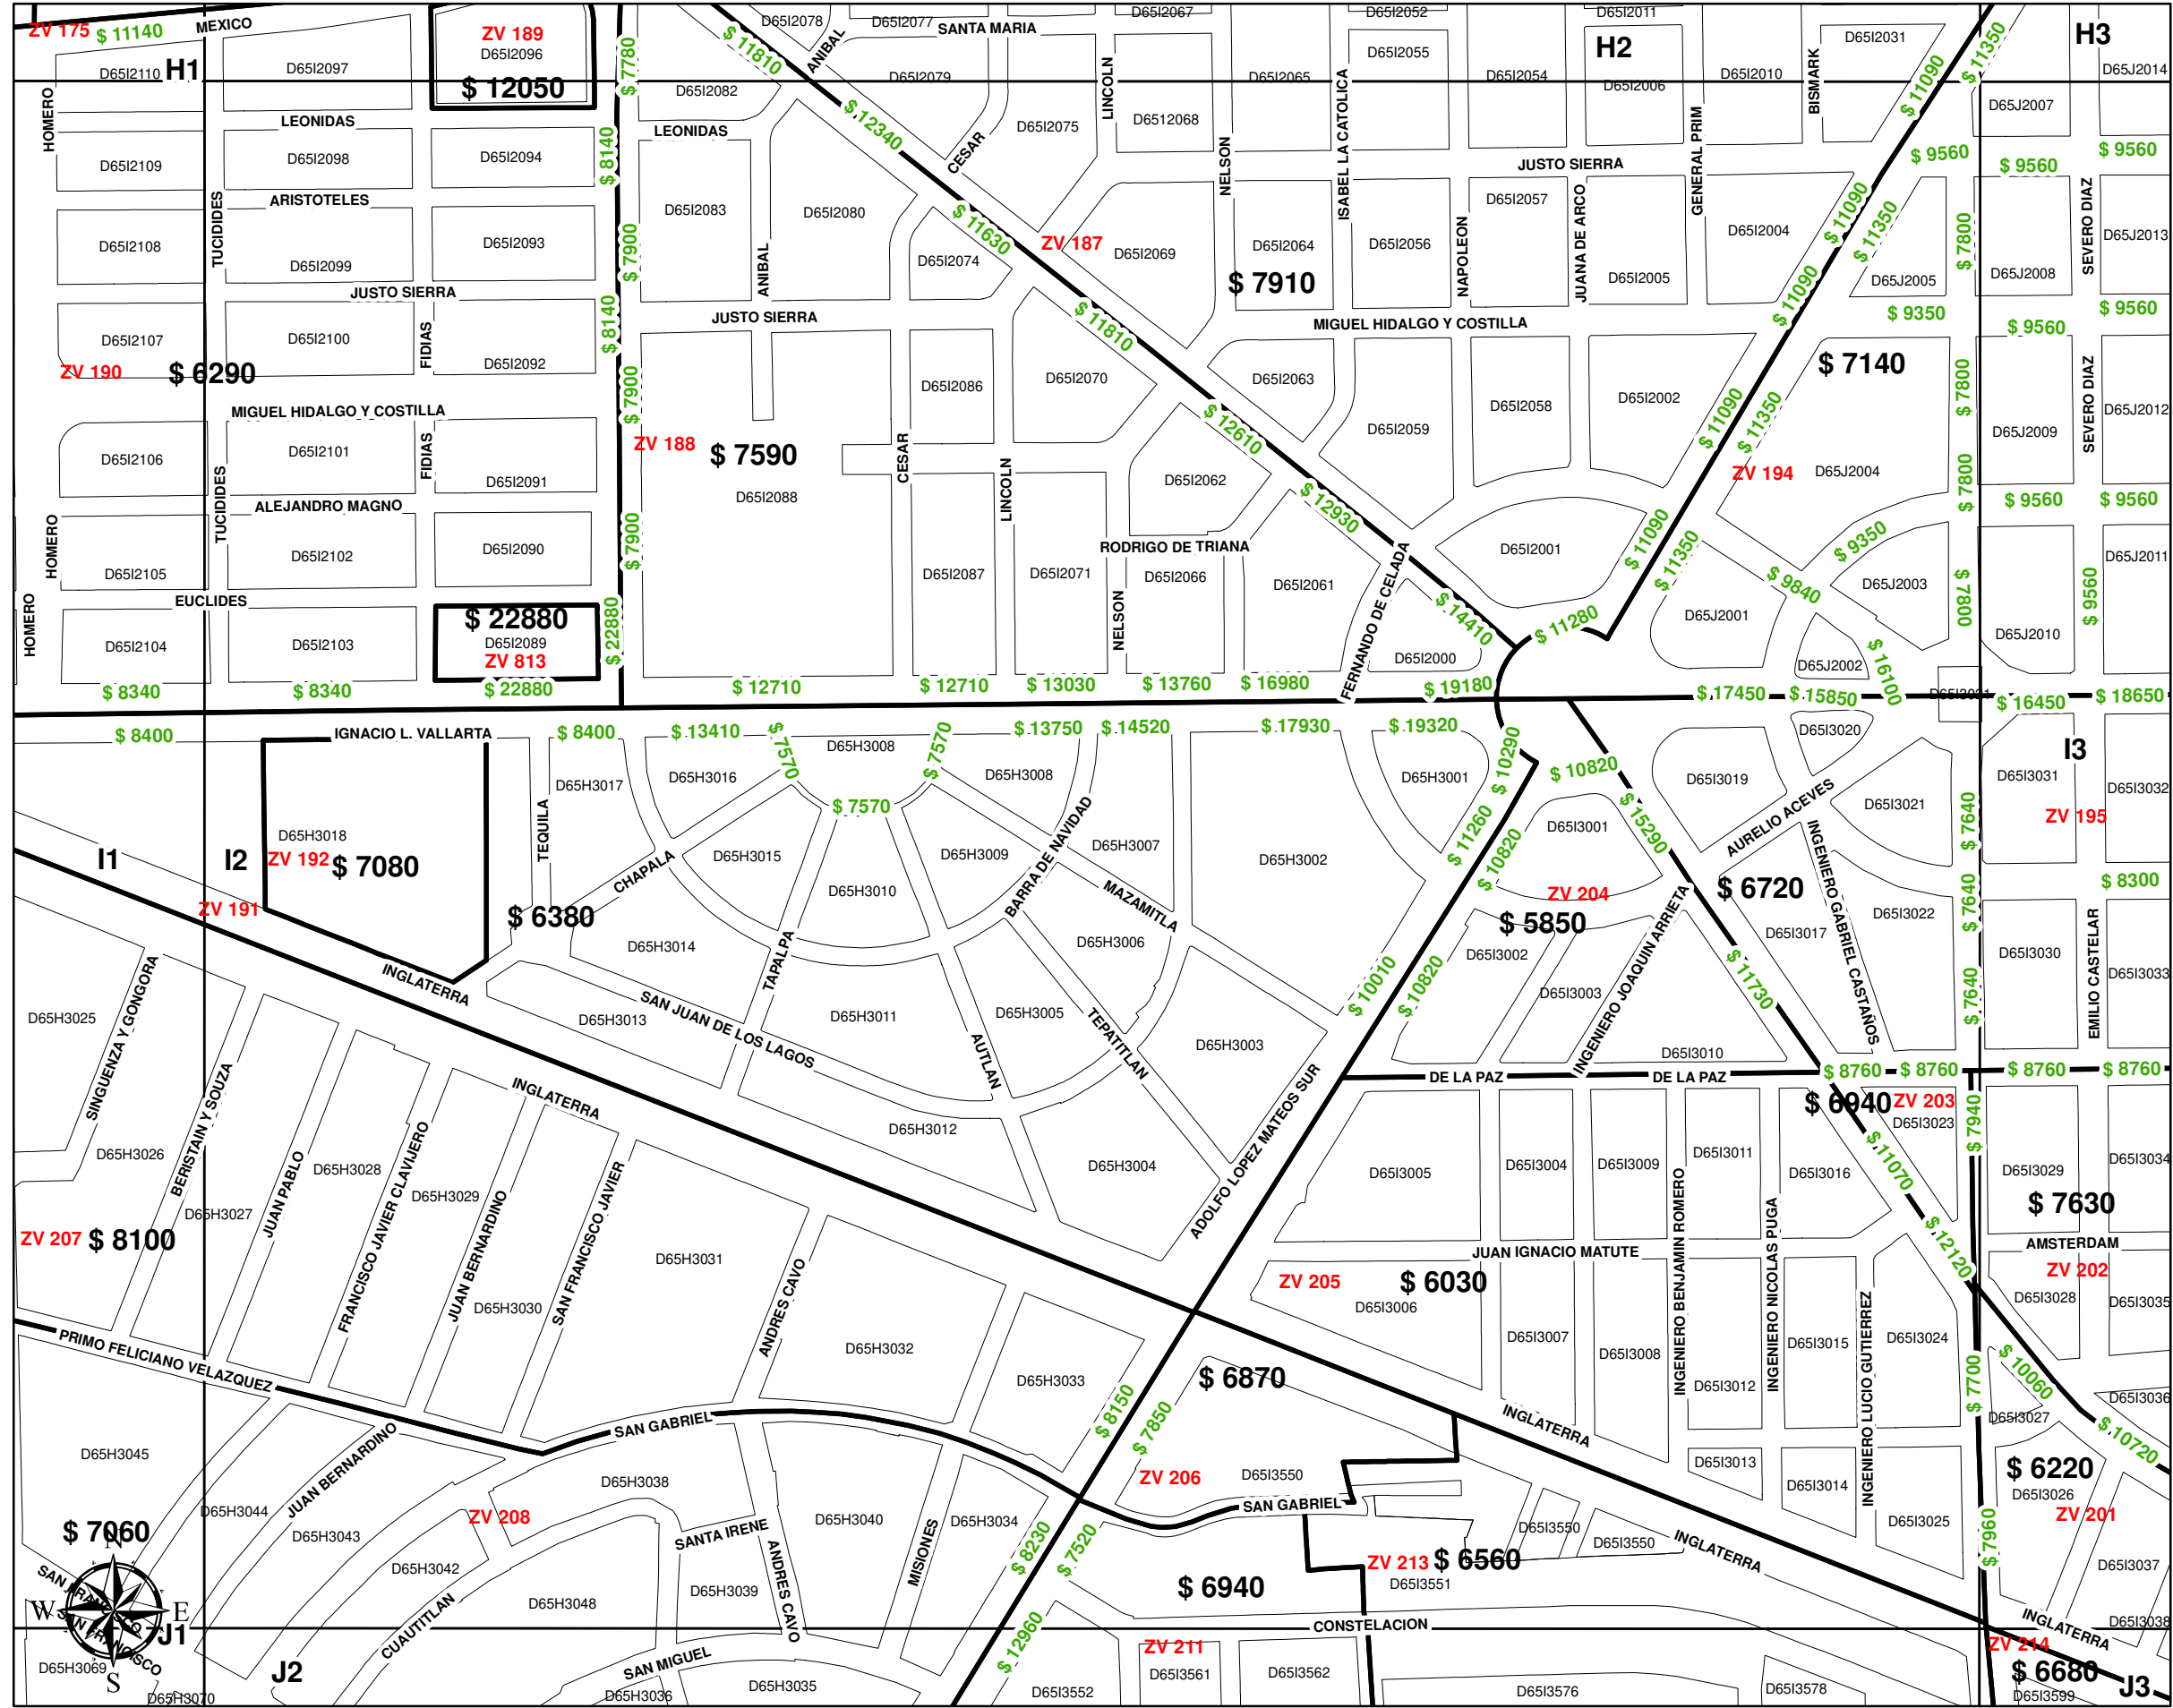 ZV 175
$ 11140
MEXICO
ZV 189
D65I2096
$ 12050
$ 7780
$ 11810
D65I2078
ANIBAL
D65I2077
SANTA MARIA
D65I2067
D65I2052
D65I2011
H2
D65I2031
$ 11090
$ 11350
H3
D65I2110
H1
D65I2097
D65I2082
D65I2079
LINCOLN
D65I2065
ISABEL LA CATOLICA
D65I2055
D65I2054
D65I2006
D65I2010
BISMARK
D65J2007
D65J2014
HOMERO
LEONIDAS
LEONIDAS
$ 12340
CESAR
D65I2075
D6512068
NELSON
JUSTO SIERRA
GENERAL PRIM
$ 9560
$ 9560
$ 9560
D65I2109
D65I2098
D65I2094
$ 8140
ARISTOTELES
TUCIDIDES
D65I2083
D65I2080
$ 11630
ZV 187
D65I2069
D65I2064
$ 7910
D65I2056
NAPOLEON
D65I2057
JUANA DE ARCO
D65I2005
D65I2004
$ 11090
$ 11350
$ 7800
SEVERO DIAZ
D65J2013
D65I2108
D65I2099
D65I2093
$ 7900
ANIBAL
D65I2074
D65J2005
D65J2008
JUSTO SIERRA
JUSTO SIERRA
$ 8140
$ 11810
MIGUEL HIDALGO Y COSTILLA
$ 11090
$ 9350
$ 9560
$ 9560
D65I2107
D65I2100
FIDIAS
D65I2092
ZV 190
$ 6290
$ 7900
D65I2086
D65I2070
D65I2063
D65I2058
D65I2002
$ 7140
$ 7800
SEVERO DIAZ
D65J2012
MIGUEL HIDALGO Y COSTILLA
ZV 188
$ 7590
D65I2088
CESAR
LINCOLN
$ 12610
D65I2059
$ 11090
$ 11350
ZV 194
D65J2004
D65J2009
D65I2106
TUCIDIDES
D65I2101
FIDIAS
D65I2091
D65I2062
$ 12930
$ 7800
$ 9560
$ 9560
ALEJANDRO MAGNO
HOMERO
D65I2105
D65I2102
D65I2090
$ 7900
RODRIGO DE TRIANA
D65I2087
D65I2071
D65I2066
D65I2061
FERNANDO DE CELADA
D65I2001
$ 11090
$ 11350
$ 9350
D65J2003
$ 9840
$ 7800
D65J2011
$ 9560
EUCLIDES
HOMERO
D65I2104
D65I2103
$ 22880
D65I2089
ZV 813
$ 22880
NELSON
$ 14410
D65I2000
$ 11280
D65J2001
D65J2002
$ 16100
D65J2010
$ 8340
$ 8340
$ 22880
$ 12710
$ 12710
$ 13030
$ 13760
$ 16980
$ 19180
$ 17450
$ 15850
$ 16450
$ 18650
$ 8400
IGNACIO L. VALLARTA
$ 8400
$ 13410
$ 7570
D65H3008
$ 7570
$ 13750
$ 14520
$ 17930
$ 19320
$ 10290
$ 10820
D65I3020
I3
D65H3017
D65H3016
$ 7570
D65H3008
D65H3001
D65I3019
AURELIO ACEVES
D65I3021
D65I3031
D65I3032
ZV 195
D65H3018
ZV 192
$ 7080
TEQUILA
CHAPALA
D65H3015
D65H3010
D65H3009
BARRA DE NAVIDAD
D65H3007
MAZAMITLA
D65H3002
$ 11260
$ 10820
D65I3001
$ 15290
INGENIERO GABRIEL CASTAÑOS
$ 7640
I1
I2
ZV 191
$ 6380
ZV 204
$ 5850
$ 6720
$ 8300
D65I3022
$ 7640
INGLATERRA
D65H3014
TAPALPA
D65H3006
D65I3002
INGENIERO JOAQUIN ARRIETA
D65I3017
D65I3030
EMILIO CASTELAR
D65I3033
SINGUENZA Y GONGORA
D65H3025
D65H3013
SAN JUAN DE LOS LAGOS
D65H3011
AUTLAN
D65H3005
TEPATITLAN
D65H3003
$ 10010
$ 10820
D65I3003
$ 11730
$ 7640
D65I3010
INGLATERRA
DE LA PAZ
DE LA PAZ
$ 8760
$ 8760
$ 8760
$ 8760
BERISTAIN Y SOUZA
D65H3012
ADOLFO LOPEZ MATEOS SUR
$ 6940
ZV 203
D65I3023
$ 7940
D65H3026
JUAN PABLO
D65H3028
FRANCISCO JAVIER CLAVIJERO
D65H3029
SAN FRANCISCO JAVIER
D65H3004
D65I3005
D65I3004
D65I3009
INGENIERO BENJAMIN ROMERO
D65I3011
D65I3016
$ 11070
D65I3029
D65I3034
$ 7630
ZV 207
$ 8100
D65H3027
JUAN BERNARDINO
D65H3031
ANDRES CAVO
JUAN IGNACIO MATUTE
INGENIERO NICOLAS PUGA
$ 12120
AMSTERDAM
ZV 202
ZV 205
$ 6030
D65I3006
D65H3030
D65I3028
D65I3035
PRIMO FELICIANO VELAZQUEZ
D65H3032
D65I3007
D65I3008
D65I3015
INGENIERO LUCIO GUTIERREZ
D65I3024
D65H3033
$ 6870
D65I3012
$ 7700
$ 10060
D65I3036
SAN GABRIEL
$ 8150
$ 7850
INGLATERRA
D65I3027
$ 10720
D65H3045
JUAN BERNARDINO
D65H3038
ZV 206
D65I3550
D65I3013
D65I3014
$ 6220
D65I3026
ZV 201
D65H3044
ZV 208
SANTA IRENE
D65H3040
MISIONES
D65H3034
SAN GABRIEL
D65I3025
$ 7060
D65H3043
D65H3042
ANDRES CAVO
$ 8230
$ 7520
D65I3550
D65I3550
INGLATERRA
$ 7960
D65I3037
ZV 213
$ 6560
D65I3551
N
W
E
S
SAN FRANCISCO
SAN FRANCISCO
J1
CUAUTITLAN
D65H3048
D65H3039
$ 6940
CONSTELACION
INGLATERRA
D65I3038
$ 12960
ZV 211
ZV 214
D65H3069
J2
SAN MIGUEL
D65H3035
D65I3561
D65I3562
$ 6680
J3
D65H3070
D65H3036
D65I3552
D65I3576
D65I3578
D65I3599